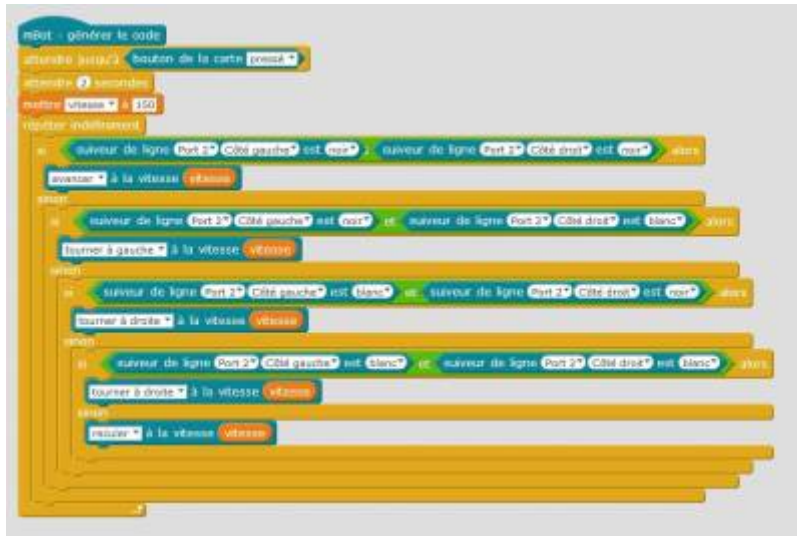 mBot - générer le code
attendre jusqu'à bouton de la carte pressé
attendre 2 secondes
mettre vitesse à 150
répéter indéfiniment
si suiveur de ligne Port 2 Côté gauche est noir et suiveur de ligne Port 2 Côté droit est noir alors
avancer à la vitesse vitesse
sinon
si suiveur de ligne Port 2 Côté gauche est noir et suiveur de ligne Port 2 Côté droit est blanc alors
tourner à gauche à la vitesse vitesse
sinon
si suiveur de ligne Port 2 Côté gauche est blanc et suiveur de ligne Port 2 Côté droit est noir alors
tourner à droite à la vitesse vitesse
sinon
si suiveur de ligne Port 2 Côté gauche est blanc et suiveur de ligne Port 2 Côté droit est blanc alors
tourner à droite à la vitesse vitesse
sinon
reculer à la vitesse vitesse